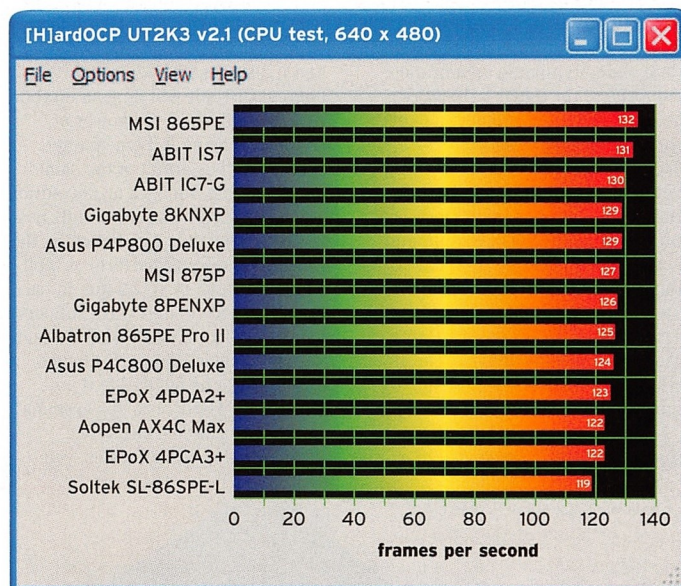 [H]ardOCP UT2K3 v2.1 (CPU test, 640 x 480)
File Options View Help
MSI 865PE 132
ABIT IS7 131
ABIT IC7-G 130
Gigabyte 8KNXP 129
Asus P4P800 Deluxe 129
MSI 875P 127
Gigabyte 8PENXP 126
Albatron 865PE Pro II 125
Asus P4C800 Deluxe 124
EPoX 4PDA2+ 123
Aopen AX4C Max 122
EPoX 4PCA3+ 122
Soltek SL-86SPE-L 119
0 20 40 60 80 100 120 140
frames per second